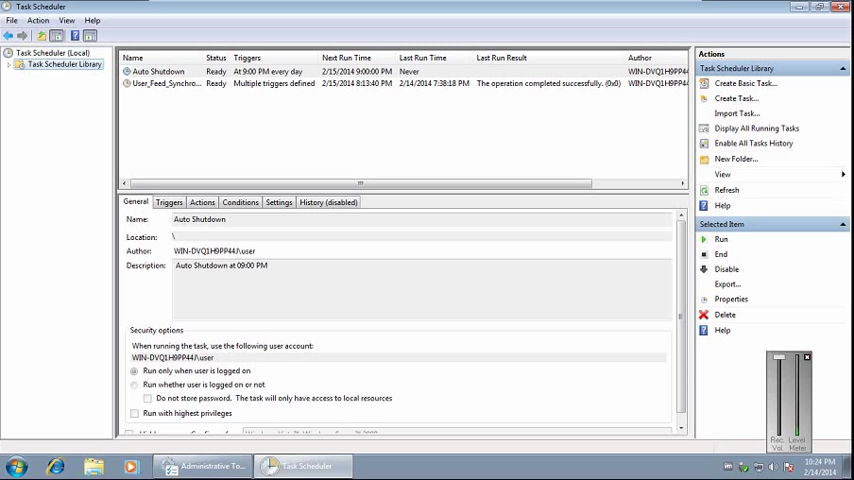 Task Scheduler
File Action View Help
Task Scheduler (Local)
Task Scheduler Library
Name Status Triggers Next Run Time Last Run Time Last Run Result Author
Auto Shutdown Ready At 9:00 PM every day 2/15/2014 9:00:00 PM Never WIN-DVQ1H9PP44
User_Feed_Synchro... Ready Multiple triggers defined 2/15/2014 8:13:40 PM 2/14/2014 7:38:18 PM The operation completed successfully. (0x0) WIN-DVQ1H9PP44
General Triggers Actions Conditions Settings History (disabled)
Name: Auto Shutdown
Location: \
Author: WIN-DVQ1H9PP44J\user
Description: Auto Shutdown at 09:00 PM
Security options
When running the task, use the following user account:
WIN-DVQ1H9PP44J\user
Run only when user is logged on
Run whether user is logged on or not
Do not store password. The task will only have access to local resources
Run with highest privileges
Actions
Task Scheduler Library
Create Basic Task...
Create Task...
Import Task...
Display All Running Tasks
Enable All Tasks History
New Folder...
View
Refresh
Help
Selected Item
Run
End
Disable
Export...
Properties
Delete
Help
Rec. Level
Vol. Meter
Administrative To... Task Scheduler
10:24 PM
2/14/2014